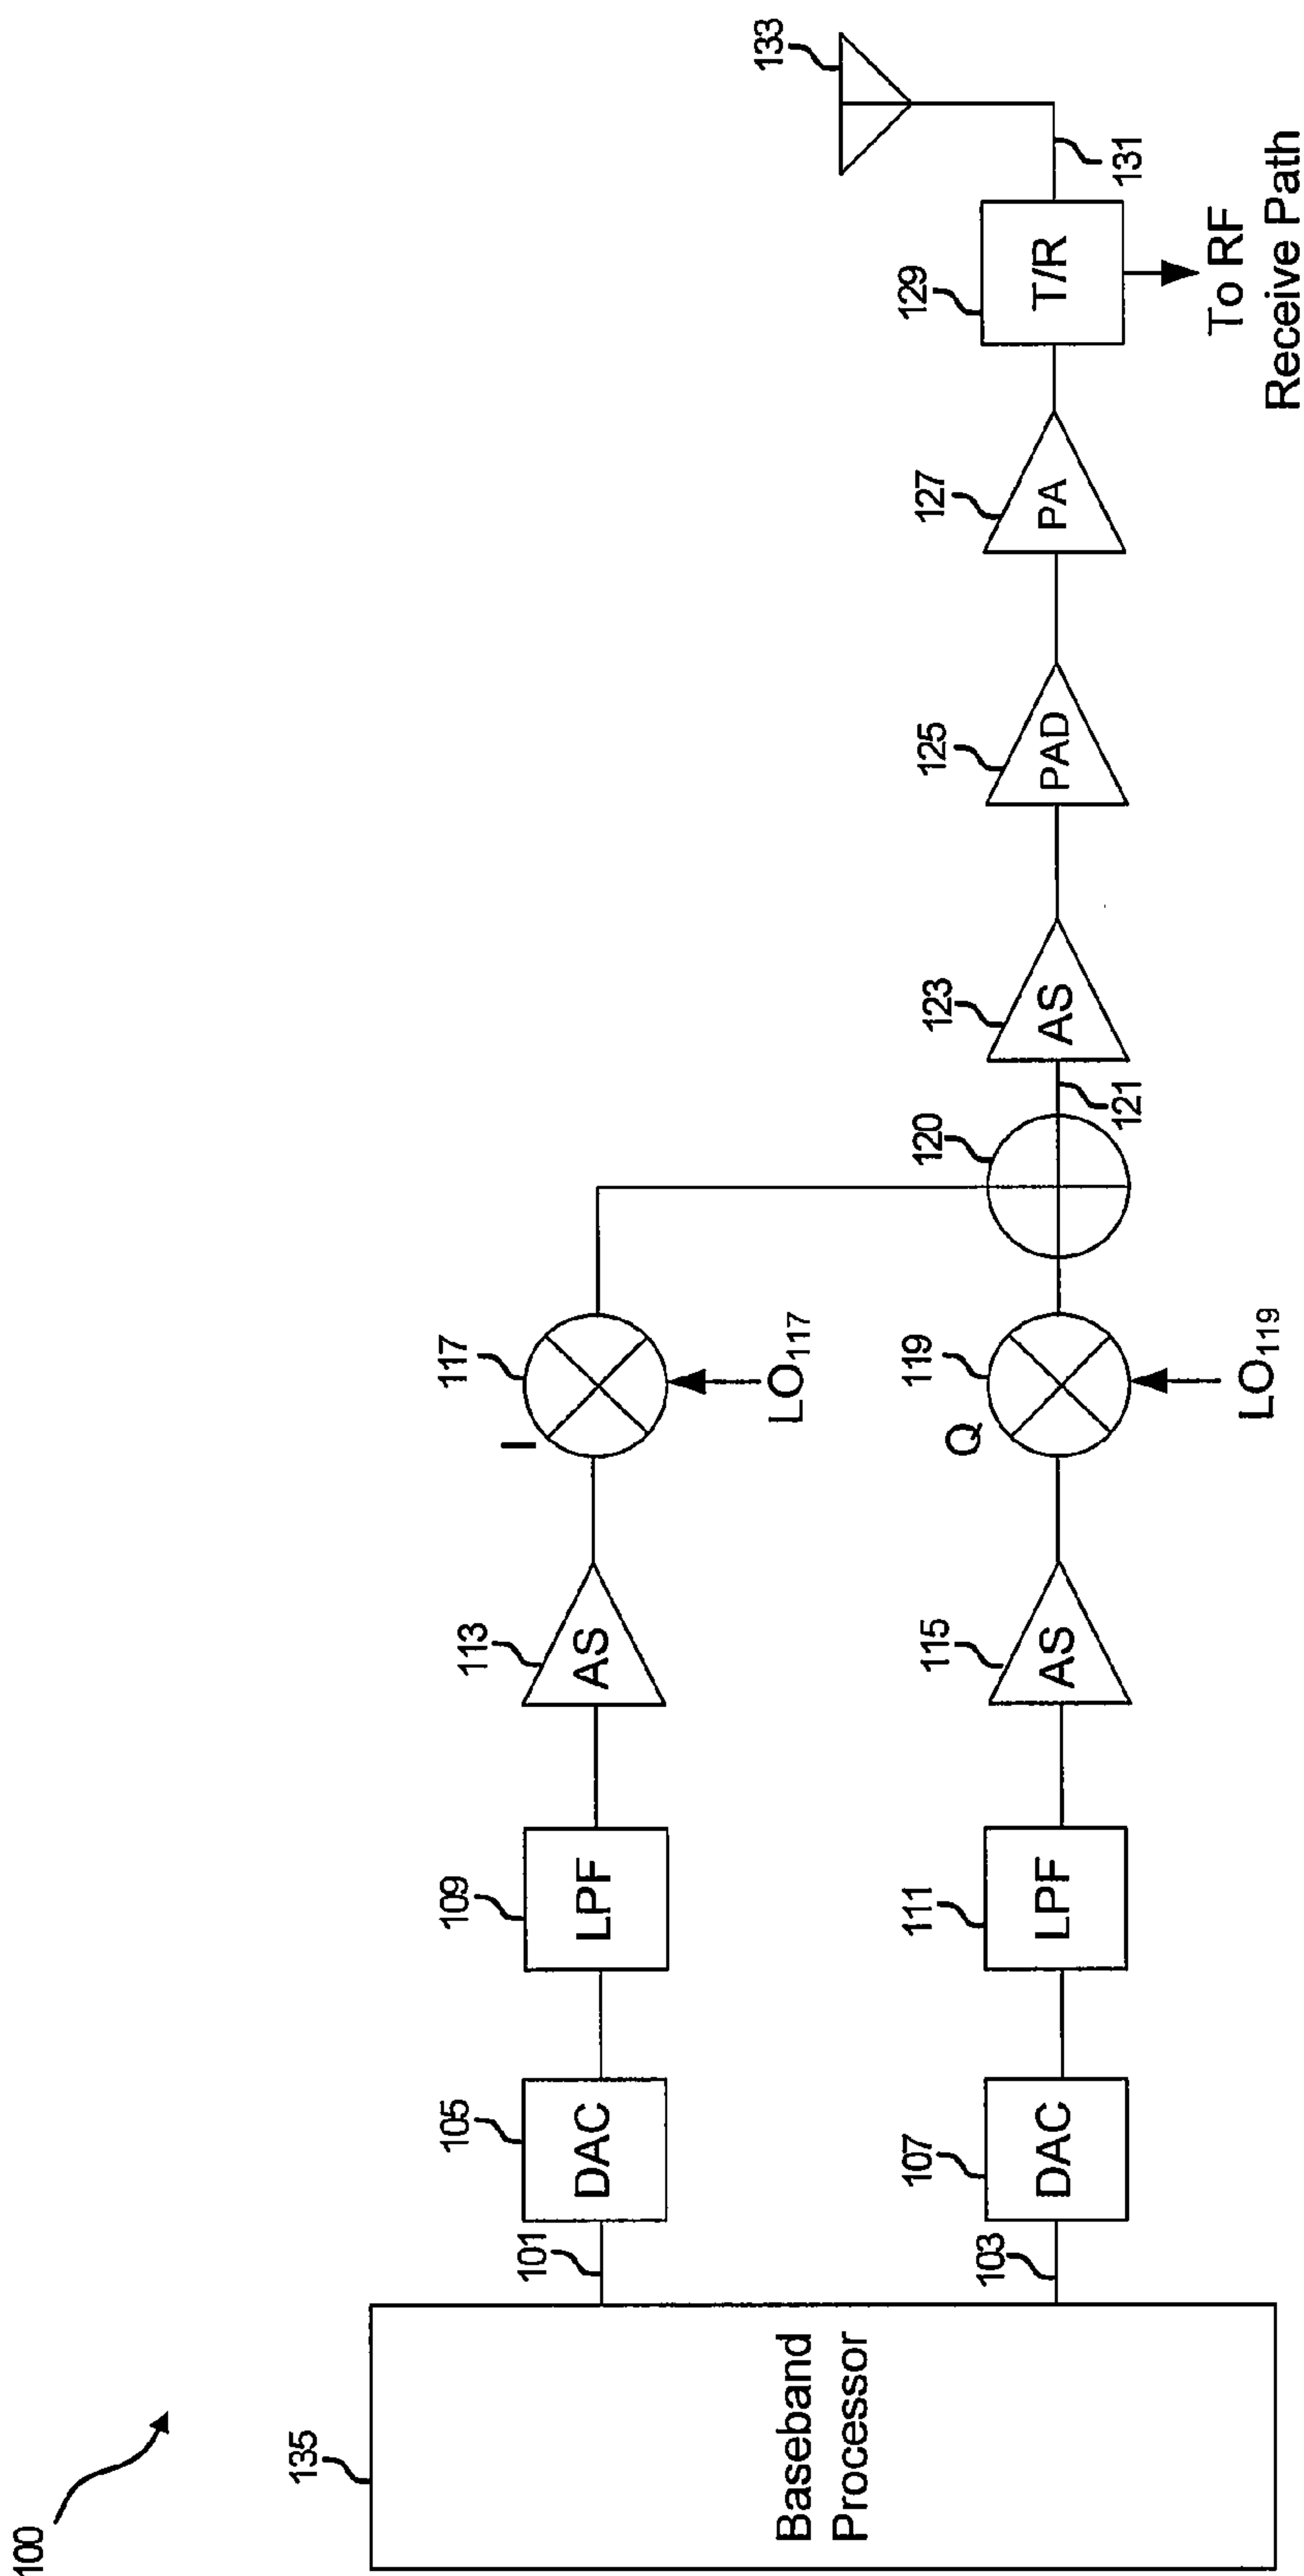 100
135
Baseband
Processor
101
103
105
DAC
107
DAC
109
LPF
111
LPF
113
AS
115
AS
I
117
LO117
Q
119
LO119
120
121
123
AS
125
PAD
127
PA
129
T/R
131
133
To RF
Receive Path